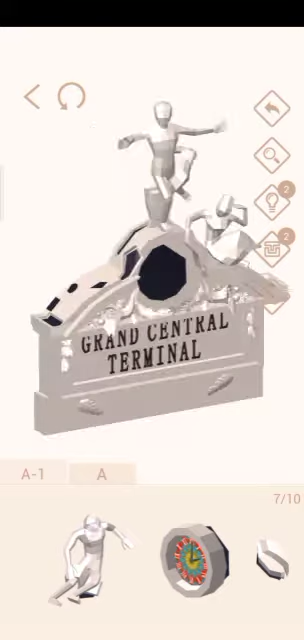 2
2
GRAND CENTRAL
TERMINAL
A-1
A
7/10